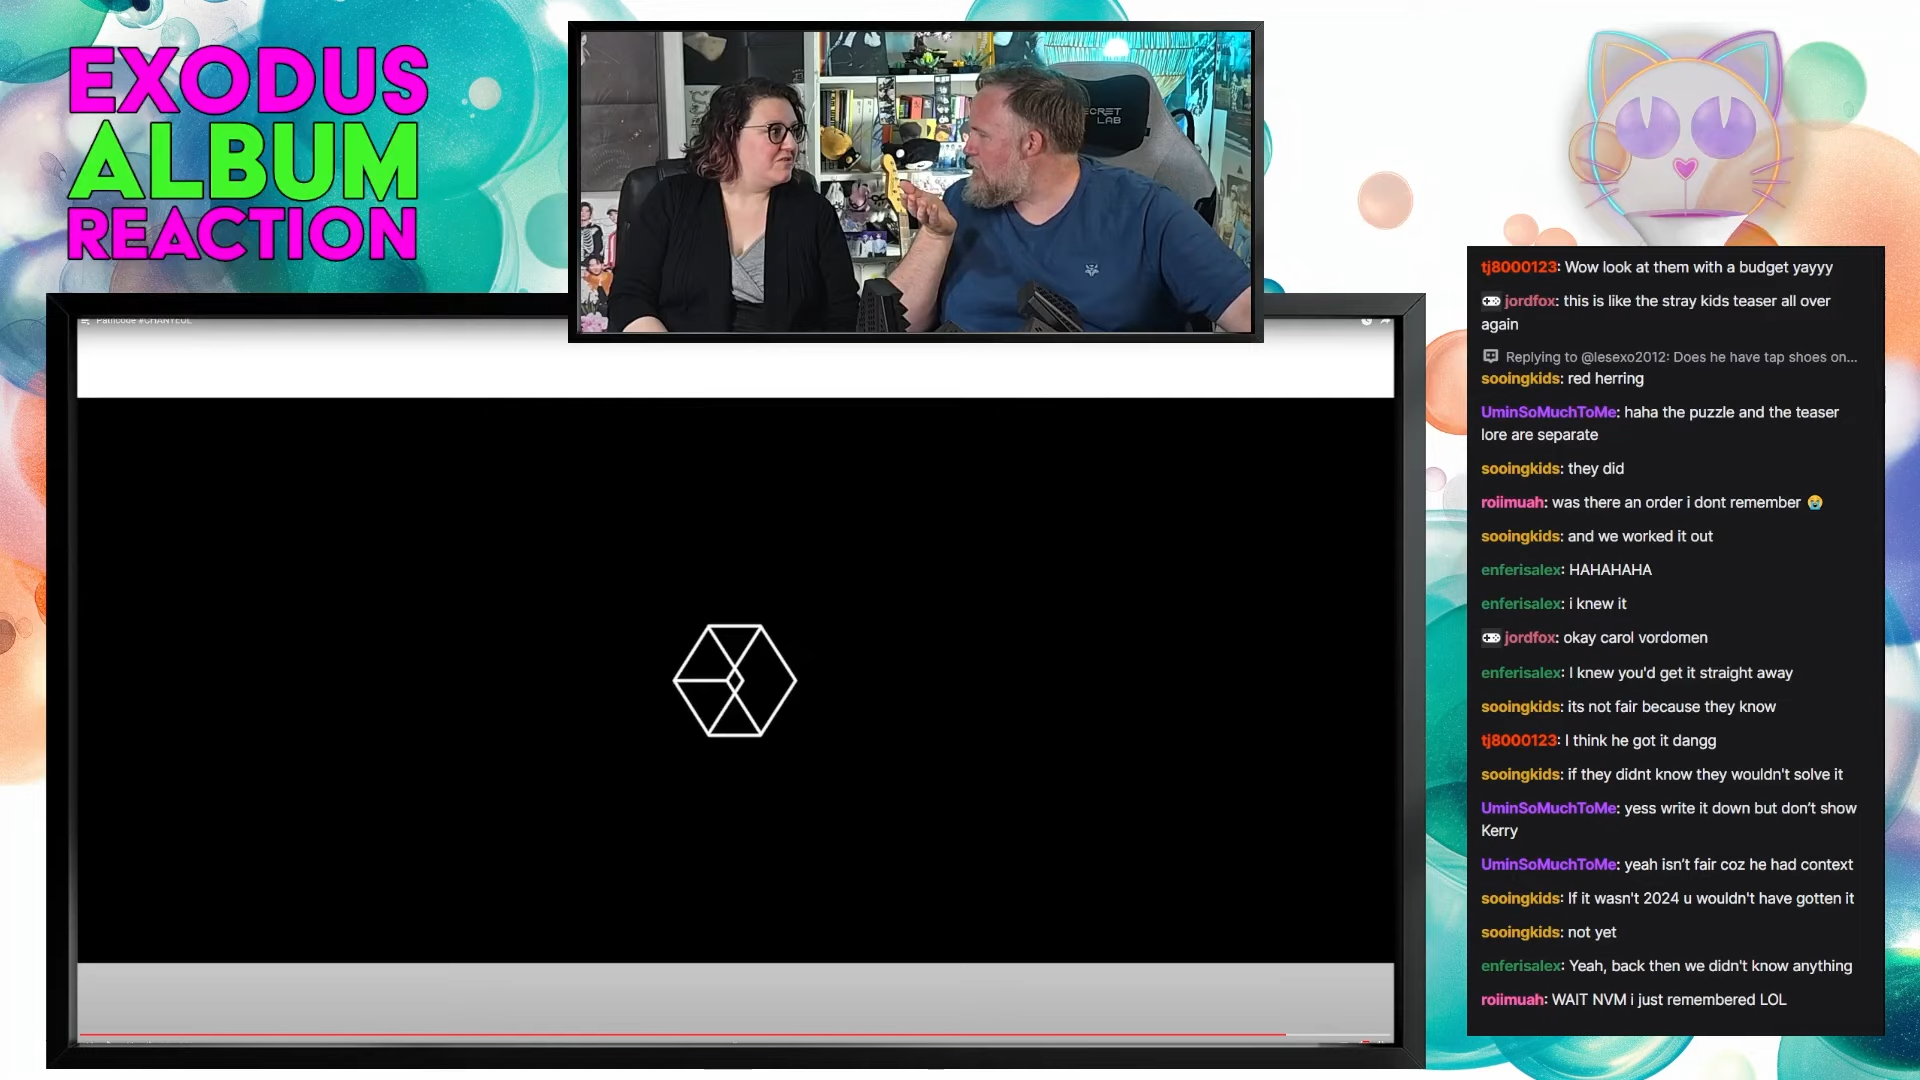 EXODUS
ALBUM
REACTION
SECRET
LAB
Pathcode #CHANYEOL
tj8000123: Wow look at them with a budget yayyy
jordfox: this is like the stray kids teaser all over
again
Replying to @lesexo2012: Does he have tap shoes on...
sooingkids: red herring
UminSoMuchToMe: haha the puzzle and the teaser
lore are separate
sooingkids: they did
roiimuah: was there an order i dont remember 😭
sooingkids: and we worked it out
enferisalex: HAHAHAHA
enferisalex: i knew it
jordfox: okay carol vordomen
enferisalex: I knew you'd get it straight away
sooingkids: its not fair because they know
tj8000123: I think he got it dangg
sooingkids: if they didnt know they wouldn't solve it
UminSoMuchToMe: yess write it down but don’t show
Kerry
UminSoMuchToMe: yeah isn’t fair coz he had context
sooingkids: If it wasn't 2024 u wouldn't have gotten it
sooingkids: not yet
enferisalex: Yeah, back then we didn't know anything
roiimuah: WAIT NVM i just remembered LOL